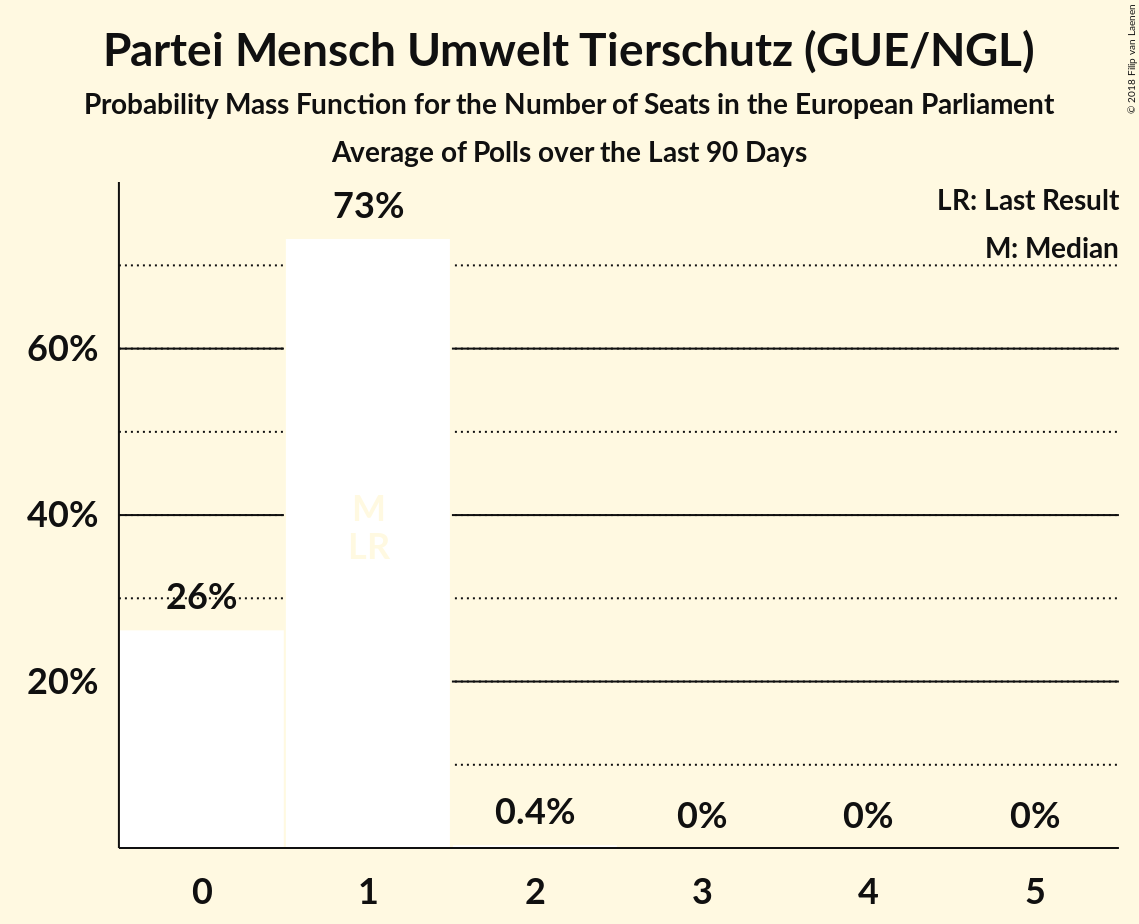 Partei Mensch Umwelt Tierschutz (GUE/NGL)
Probability Mass Function for the Number of Seats in the European Parliament
Average of Polls over the Last 90 Days
© 2018 Filip van Laenen
LR: Last Result
M: Median
73%
60%
40%
20%
26%
M
LR
0.4%
0%
0%
0%
0
1
2
3
4
5